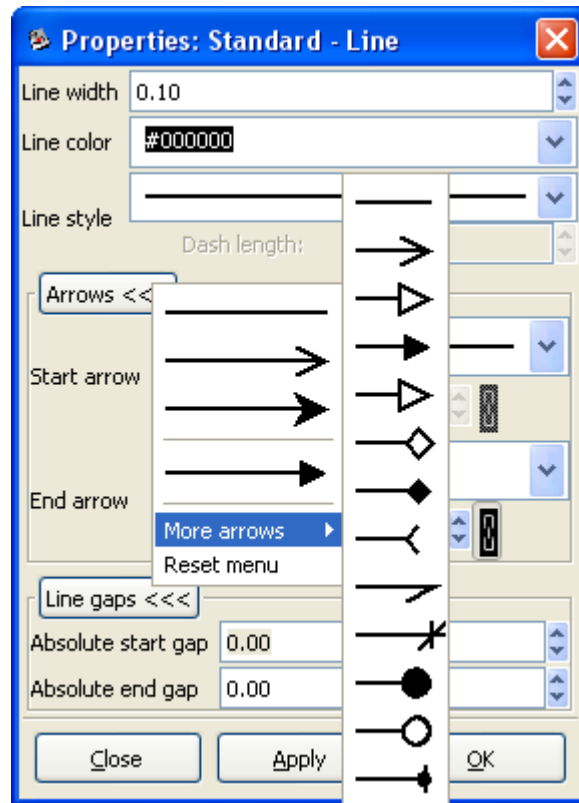 Properties: Standard - Line
Line width 0.10
Line color #000000
Line style
Dash length:
Arrows <<
Start arrow
End arrow
More arrows
Reset menu
Line gaps <<<
Absolute start gap 0.00
Absolute end gap 0.00
Close Apply OK